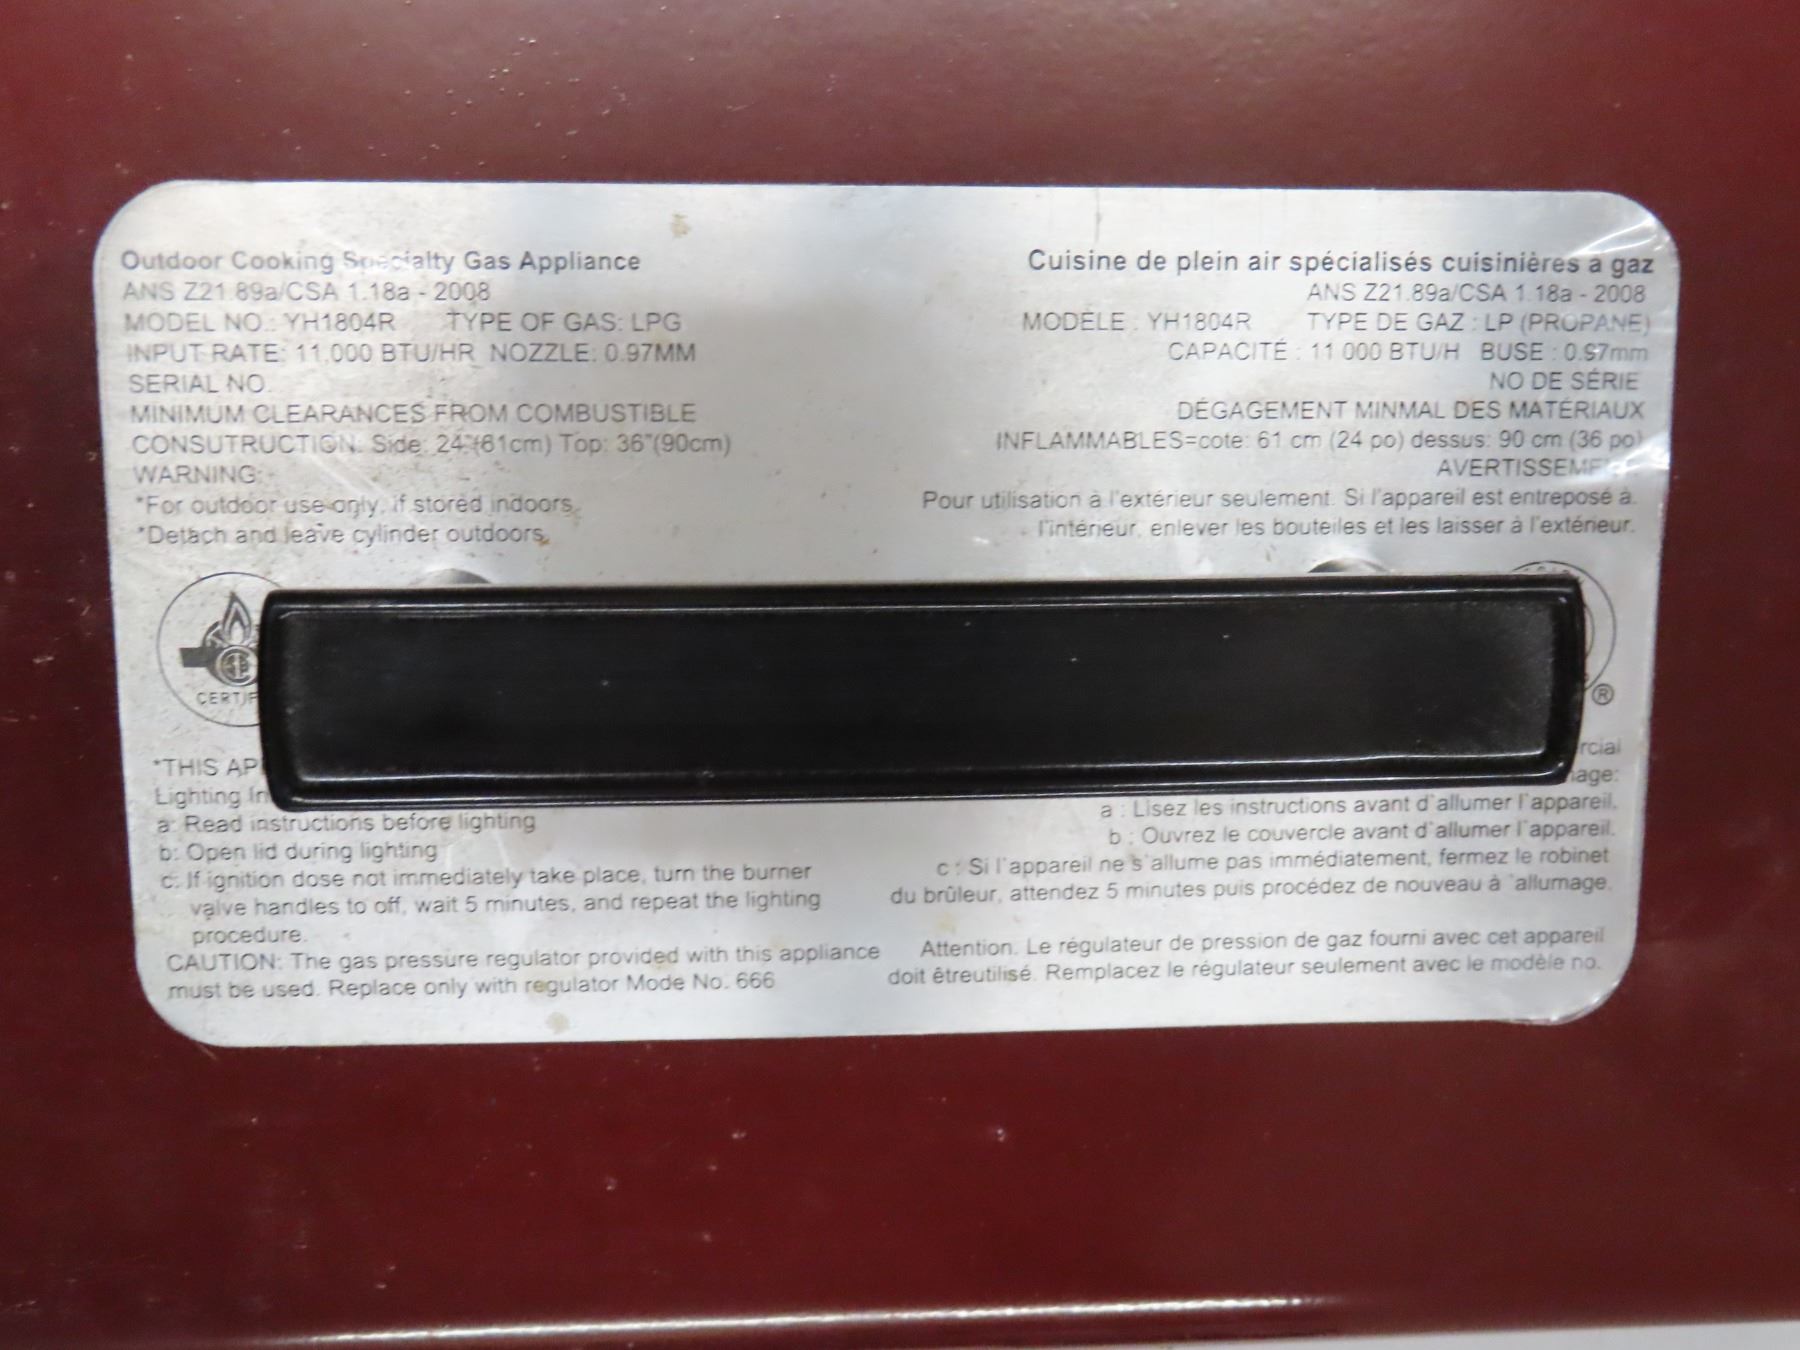 Outdoor Cooking Specialty Gas Appliance
ANS Z21.89a/CSA 1.18a - 2008
MODEL NO.: YH1804R TYPE OF GAS: LPG
INPUT RATE: 11,000 BTU/HR NOZZLE: 0.97MM
SERIAL NO.
MINIMUM CLEARANCES FROM COMBUSTIBLE
CONSUTRUCTION: Side: 24"(61cm) Top: 36"(90cm)
WARNING:
*For outdoor use only, if stored indoors,
*Detach and leave cylinder outdoors,
CERTIF
*THIS AP
Lighting In
a: Read instructions before lighting
b: Open lid during lighting
c: If ignition dose not immediately take place, turn the burner
valve handles to off, wait 5 minutes, and repeat the lighting
procedure.
CAUTION: The gas pressure regulator provided with this appliance
must be used. Replace only with regulator Mode No. 666
Cuisine de plein air spécialisés cuisinières a gaz
ANS Z21.89a/CSA 1.18a - 2008
MODÈLE : YH1804R TYPE DE GAZ : LP (PROPANE)
CAPACITÉ : 11 000 BTU/H BUSE : 0.97mm
NO DE SÉRIE
DÉGAGEMENT MINMAL DES MATÉRIAUX
INFLAMMABLES=cote: 61 cm (24 po) dessus: 90 cm (36 po)
AVERTISSEME
Pour utilisation à l'extérieur seulement. Si l'appareil est entreposé à
l'intérieur, enlever les bouteiles et les laisser à l'extérieur.
®
rcial
nage:
a : Lisez les instructions avant d'allumer l'appareil.
b : Ouvrez le couvercle avant d'allumer l'appareil.
c : Si l'appareil ne s'allume pas immédiatement, fermez le robinet
du brûleur, attendez 5 minutes puis procédez de nouveau à 'allumage.
Attention. Le régulateur de pression de gaz fourni avec cet appareil
doit êtreutilisé. Remplacez le régulateur seulement avec le modèle no.